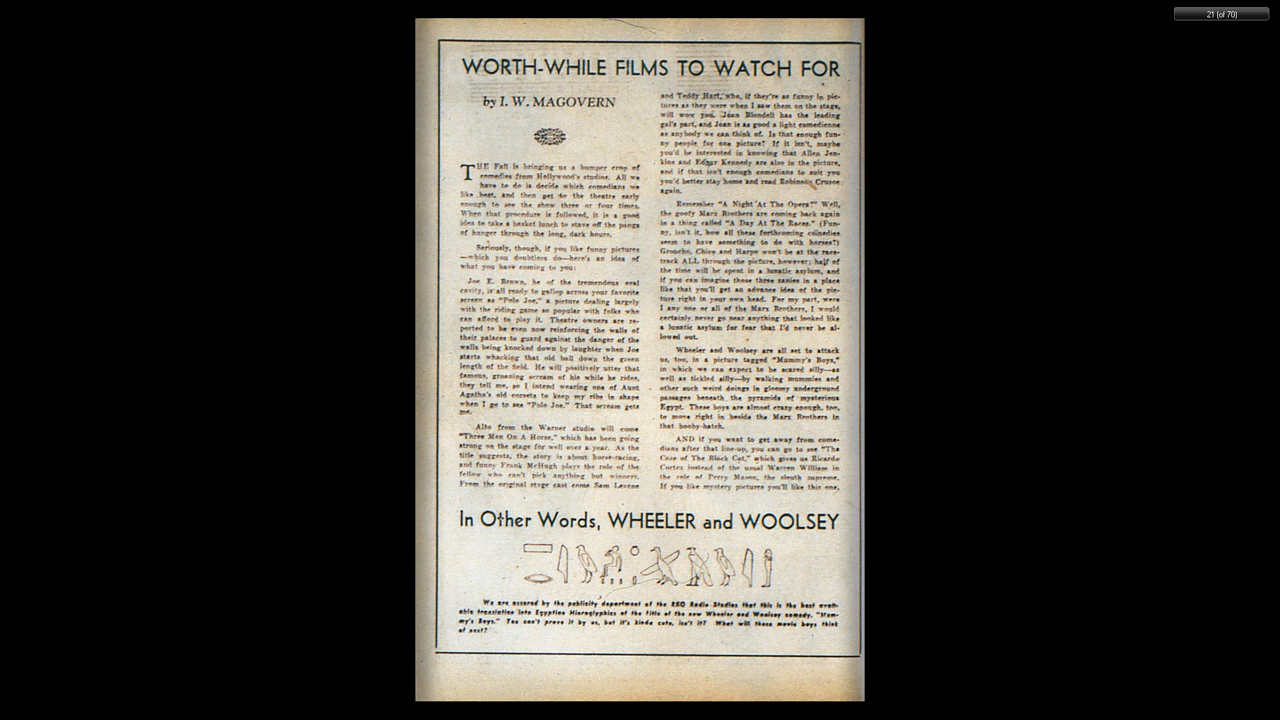 21 (of 70)
WORTH-WHILE FILMS TO WATCH FOR
by I. W. MAGOVERN
THE Fall is bringing us a bumper crop of
comedies from Hollywood's studios. All we
have to do is decide which comedians we
like best, and then get to the theatre early
enough to see the show three or four times.
When that procedure is followed, it is a good
idea to take a basket lunch to stave off the pangs
of hunger through the long, dark hours.
Seriously, though, if you like funny pictures
—which you doubtless do—here's an idea of
what you have coming to you:
Joe E. Brown, he of the tremendous oral
cavity, is all ready to gallop across your favorite
screen as "Polo Joe," a picture dealing largely
with the riding game so popular with folks who
can afford to play it. Theatre owners are re-
ported to be even now reinforcing the walls of
their palaces to guard against the danger of the
walls being knocked down by laughter when Joe
starts whacking that old ball down the green
length of the field. He will positively utter that
famous, groaning scream of his while he rides,
they tell me, so I intend wearing one of Aunt
Agatha's old corsets to keep my ribs in shape
when I go to see "Polo Joe." That scream gets
me.
Also from the Warner studio will come
"Three Men On A Horse," which has been going
strong on the stage for well over a year. As the
title suggests, the story is about horse-racing,
and funny Frank McHugh plays the role of the
fellow who can't pick anything but winners.
From the original stage cast come Sam Levene
and Teddy Hart, who, if they're as funny in pic-
tures as they were when I saw them on the stage,
will wow you. Joan Blondell has the leading
gal's part, and Joan is as good a light comedienne
as anybody we can think of. Is that enough fun-
ny people for one picture? If it isn't, maybe
you'd be interested in knowing that Allen Jen-
kins and Edgar Kennedy are also in the picture,
and if that isn't enough comedians to suit you
you'd better stay home and read Robinson Crusoe
again.
Remember "A Night At The Opera?" Well,
the goofy Marx Brothers are coming back again
in a thing called "A Day At The Races." (Fun-
ny, isn't it, how all these forthcoming comedies
seem to have something to do with horses?)
Groucho, Chico and Harpo won't be at the race-
track ALL through the picture, however; half of
the time will be spent in a lunatic asylum, and
if you can imagine those three zanies in a place
like that you'll get an advance idea of the pic-
ture right in your own head. For my part, were
I any one or all of the Marx Brothers, I would
certainly never go near anything that looked like
a lunatic asylum for fear that I'd never be al-
lowed out.
Wheeler and Woolsey are all set to attack
us, too, in a picture tagged "Mummy's Boys,"
in which we can expect to be scared silly—as
well as tickled silly—by walking mummies and
other such weird doings in gloomy underground
passages beneath the pyramids of mysterious
Egypt. These boys are almost crazy enough, too,
to move right in beside the Marx Brothers in
that booby-hatch.
AND if you want to get away from come-
dians after that line-up, you can go to see "The
Case of The Black Cat," which gives us Ricardo
Cortez instead of the usual Warren William in
the role of Perry Mason, the sleuth supreme.
If you like mystery pictures you'll like this one.
In Other Words, WHEELER and WOOLSEY
We are assured by the publicity department of the RKO Radio Studios that this is the best avail-
able translation into Egyptian Hieroglyphics of the title of the new Wheeler and Woolsey comedy, "Mum-
my's Boys." You can't prove it by us, but it's kinda cute, isn't it? What will those movie boys think
of next?